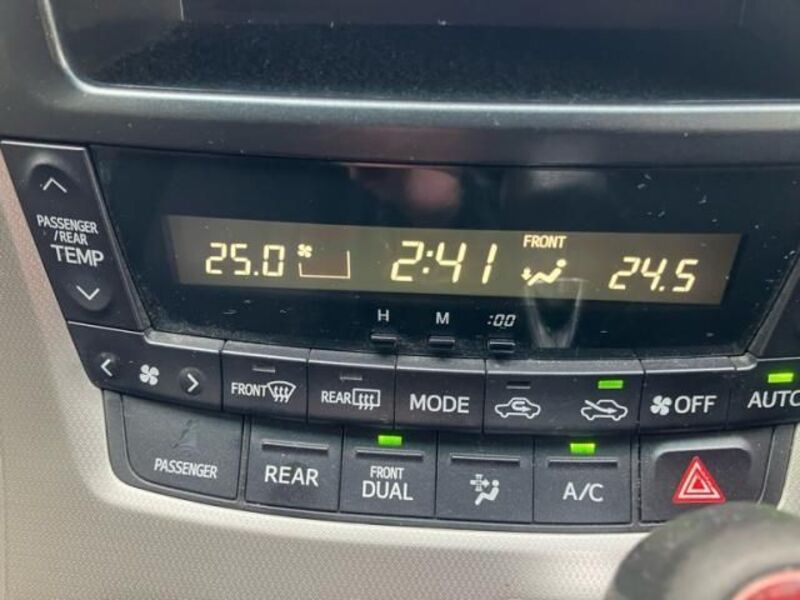 PASSENGER
/REAR
TEMP
25.0
2:41
FRONT
24.5
H
M
:00
FRONT
REAR
MODE
OFF
AUTO
PASSENGER
REAR
FRONT
DUAL
A/C